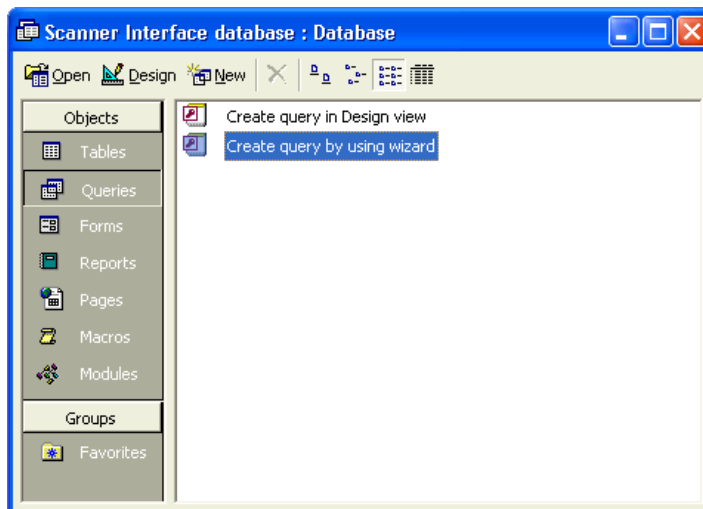 Scanner Interface database : Database
Open Design New
Objects
Tables
Queries
Forms
Reports
Pages
Macros
Modules
Groups
Favorites
Create query in Design view
Create query by using wizard